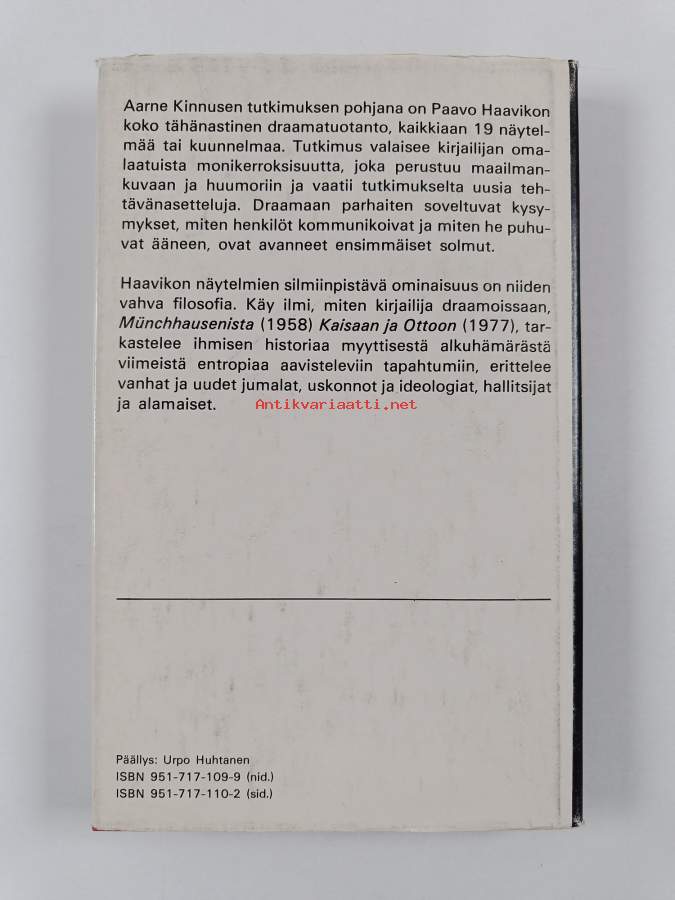 Aarne Kinnusen tutkimuksen pohjana on Paavo Haavikon
koko tähänastinen draamatuotanto, kaikkiaan 19 näytel-
mää tai kuunnelmaa. Tutkimus valaisee kirjailijan oma-
laatuista monikerroksisuutta, joka perustuu maailman-
kuvaan ja huumoriin ja vaatii tutkimukselta uusia teh-
tävänasetteluja. Draamaan parhaiten soveltuvat kysy-
mykset, miten henkilöt kommunikoivat ja miten he puhu-
vat ääneen, ovat avanneet ensimmäiset solmut.
Haavikon näytelmien silmiinpistävä ominaisuus on niiden
vahva filosofia. Käy ilmi, miten kirjailija draamoissaan,
Münchhausenista (1958) Kaisaan ja Ottoon (1977), tar-
kastelee ihmisen historiaa myyttisestä alkuhämärästä
viimeistä entropiaa aavisteleviin tapahtumiin, erittelee
vanhat ja uudet jumalat, uskonnot ja ideologiat, hallitsijat
ja alamaiset.
Antikvariaatti.net
Päällys: Urpo Huhtanen
ISBN 951-717-109-9 (nid.)
ISBN 951-717-110-2 (sid.)